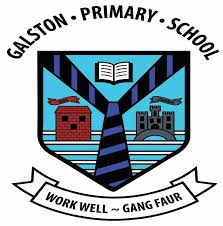 GALSTON • PRIMARY • SCHOOL
WORK WELL ~ GANG FAUR